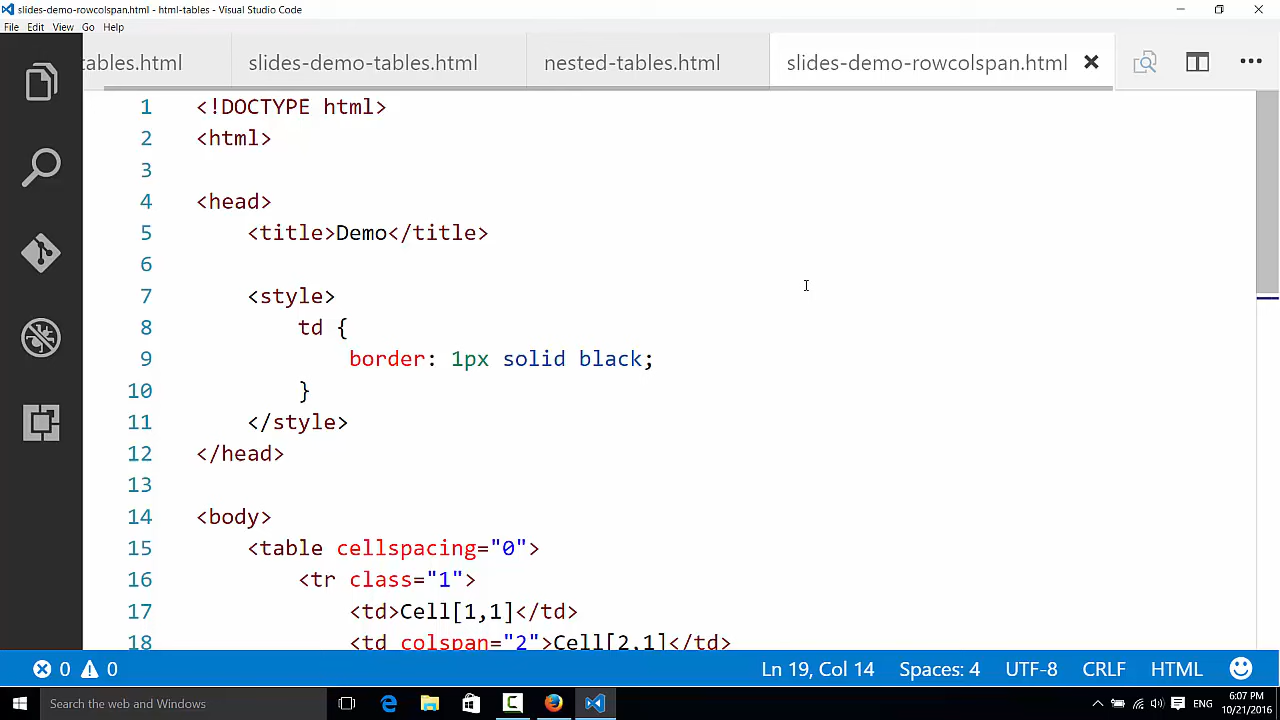 slides-demo-rowcolspan.html - html-tables - Visual Studio Code
File Edit View Go Help
tables.html slides-demo-tables.html nested-tables.html slides-demo-rowcolspan.html
1 <!DOCTYPE html>
2 <html>
3
4 <head>
5 <title>Demo</title>
6
7 <style>
8 td {
9 border: 1px solid black;
10 }
11 </style>
12 </head>
13
14 <body>
15 <table cellspacing="0">
16 <tr class="1">
17 <td>Cell[1,1]</td>
18 <td colspan="2">Cell[2,1]</td>
0 0 Ln 19, Col 14 Spaces: 4 UTF-8 CRLF HTML
Search the web and Windows
ENG
6:07 PM
10/21/2016